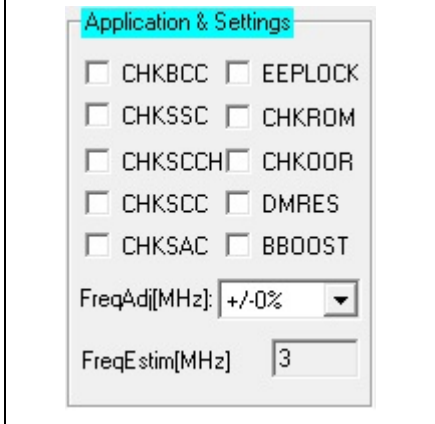 Application & Settings
CHKBCC EEPLOCK
CHKSSC CHKROM
CHKSCCH CHKOOR
CHKSCC DMRES
CHKSAC BBOOST
FreqAdj[MHz]: +/-0%
FreqEstim[MHz] 3